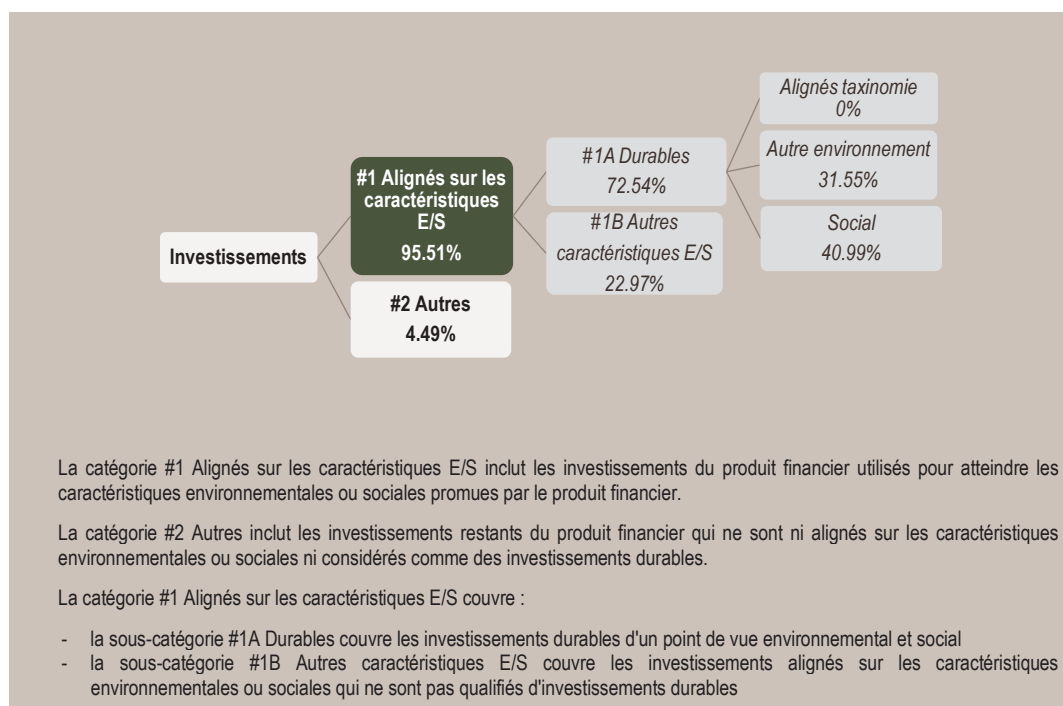 Investissements
#1 Alignés sur les
caractéristiques
E/S
95.51%
#2 Autres
4.49%
#1A Durables
72.54%
#1B Autres
caractéristiques E/S
22.97%
Alignés taxinomie
0%
Autre environnement
31.55%
Social
40.99%
La catégorie #1 Alignés sur les caractéristiques E/S inclut les investissements du produit financier utilisés pour atteindre les
caractéristiques environnementales ou sociales promues par le produit financier.
La catégorie #2 Autres inclut les investissements restants du produit financier qui ne sont ni alignés sur les caractéristiques
environnementales ou sociales ni considérés comme des investissements durables.
La catégorie #1 Alignés sur les caractéristiques E/S couvre :
- la sous-catégorie #1A Durables couvre les investissements durables d'un point de vue environnemental et social
- la sous-catégorie #1B Autres caractéristiques E/S couvre les investissements alignés sur les caractéristiques
environnementales ou sociales qui ne sont pas qualifiés d'investissements durables